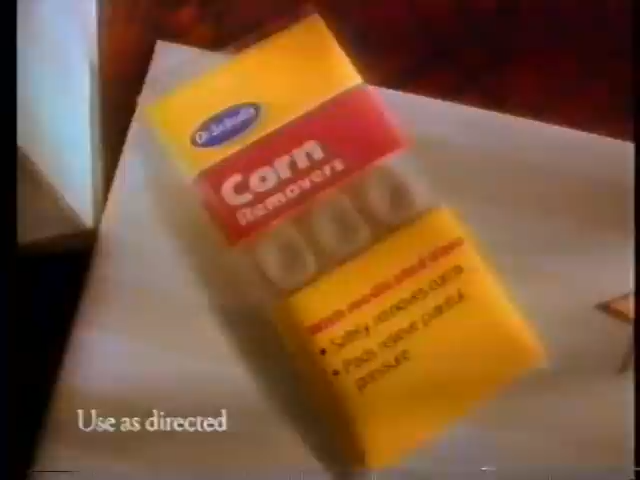 Dr. Scholl's
Corn
Removers
With medicated discs
• Safely removes corns
• Pads relieve painful
pressure
Use as directed